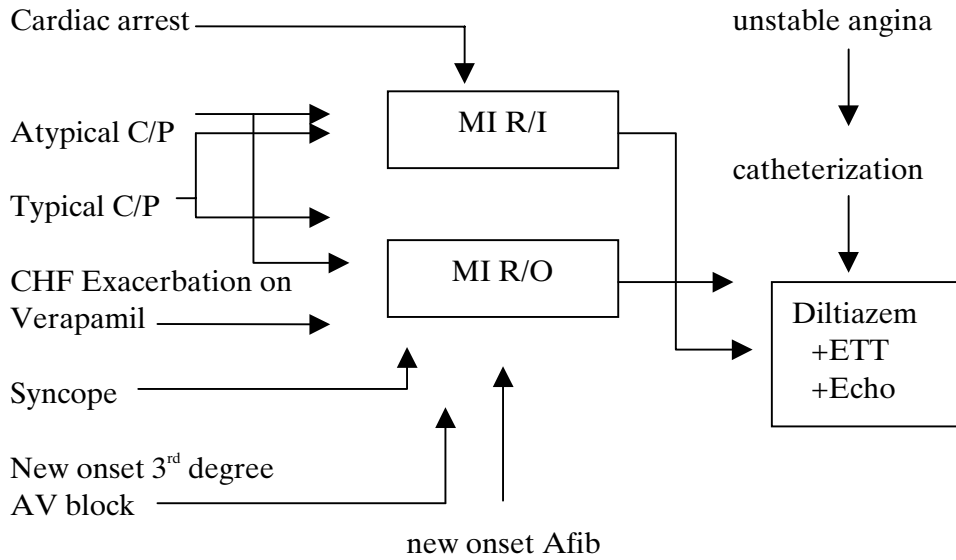 Cardiac arrest
unstable angina
MI R/I
Atypical C/P
catheterization
Typical C/P
MI R/O
CHF Exacerbation on
Verapamil
Diltiazem
+ETT
+Echo
Syncope
New onset 3rd degree
AV block
new onset Afib